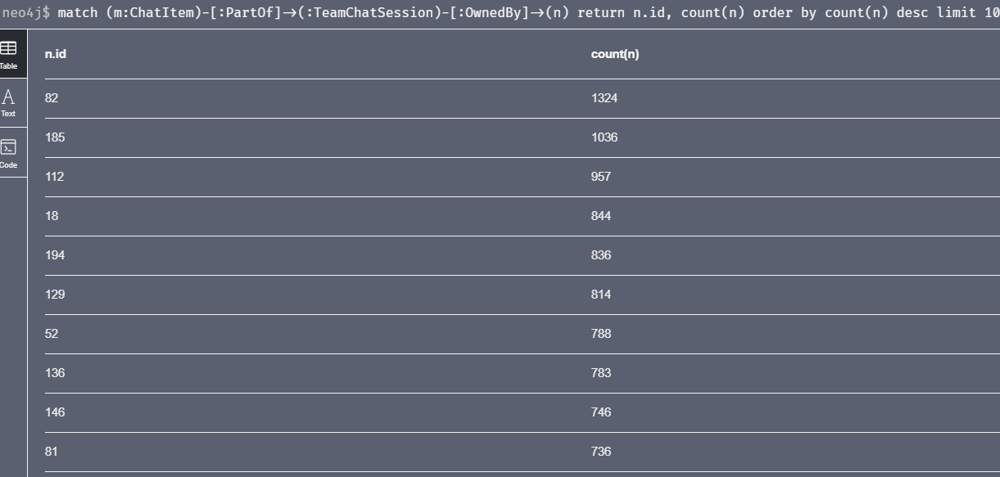 neo4j$ match (m:ChatItem)-[:PartOf]->(:TeamChatSession)-[:OwnedBy]->(n) return n.id, count(n) order by count(n) desc limit 10
Table
n.id count(n)
82 1324
Text
185 1036
Code
112 957
18 844
194 836
129 814
52 788
136 783
146 746
81 736